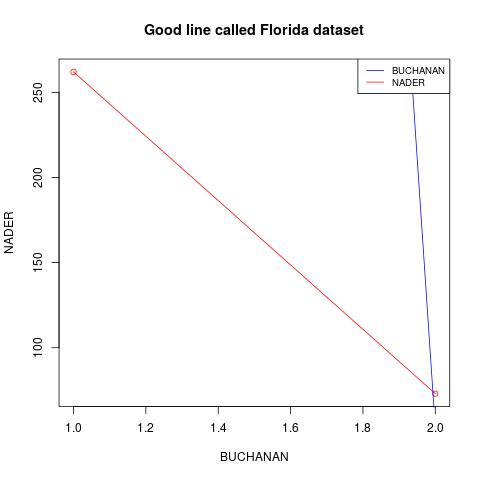 Good line called Florida dataset
BUCHANAN
NADER
NADER
250
200
150
100
1.0 1.2 1.4 1.6 1.8 2.0
BUCHANAN